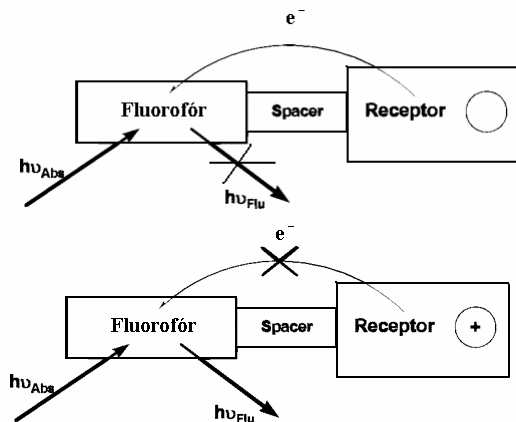 e⁻
Fluorofór Spacer Receptor
hυAbs
hυFlu
e⁻
Fluorofór Spacer Receptor +
hυAbs
hυFlu